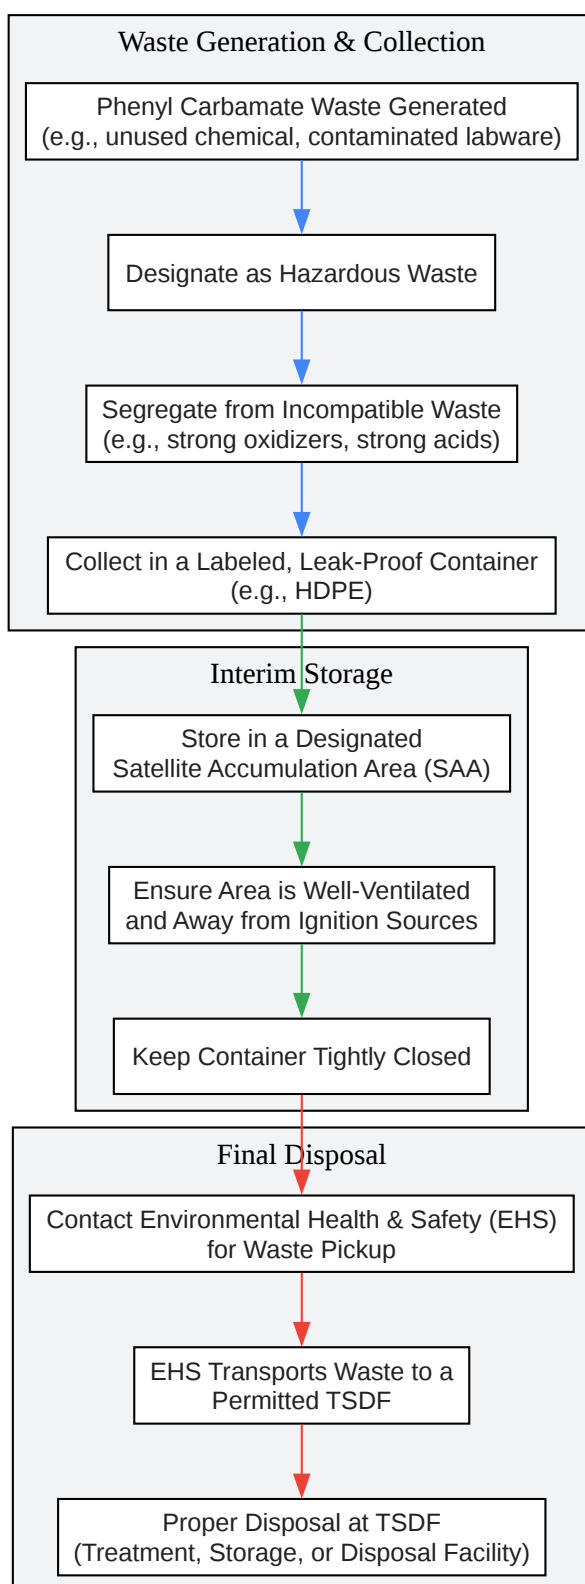 Waste Generation & Collection
Phenyl Carbamate Waste Generated
(e.g., unused chemical, contaminated labware)
Designate as Hazardous Waste
Segregate from Incompatible Waste
(e.g., strong oxidizers, strong acids)
Collect in a Labeled, Leak-Proof Container
(e.g., HDPE)
Interim Storage
Store in a Designated
Satellite Accumulation Area (SAA)
Ensure Area is Well-Ventilated
and Away from Ignition Sources
Keep Container Tightly Closed
Final Disposal
Contact Environmental Health & Safety (EHS)
for Waste Pickup
EHS Transports Waste to a
Permitted TSDF
Proper Disposal at TSDF
(Treatment, Storage, or Disposal Facility)